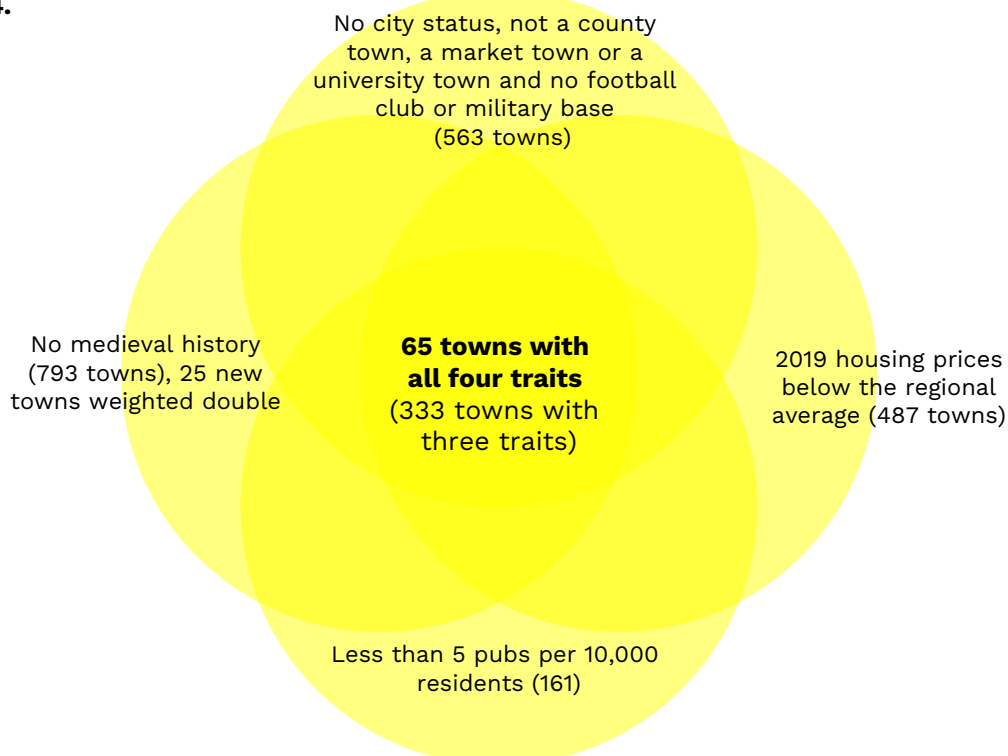 No city status, not a county
town, a market town or a
university town and no football
club or military base
(563 towns)
No medieval history
(793 towns), 25 new
towns weighted double
65 towns with
all four traits
(333 towns with
three traits)
2019 housing prices
below the regional
average (487 towns)
Less than 5 pubs per 10,000
residents (161)